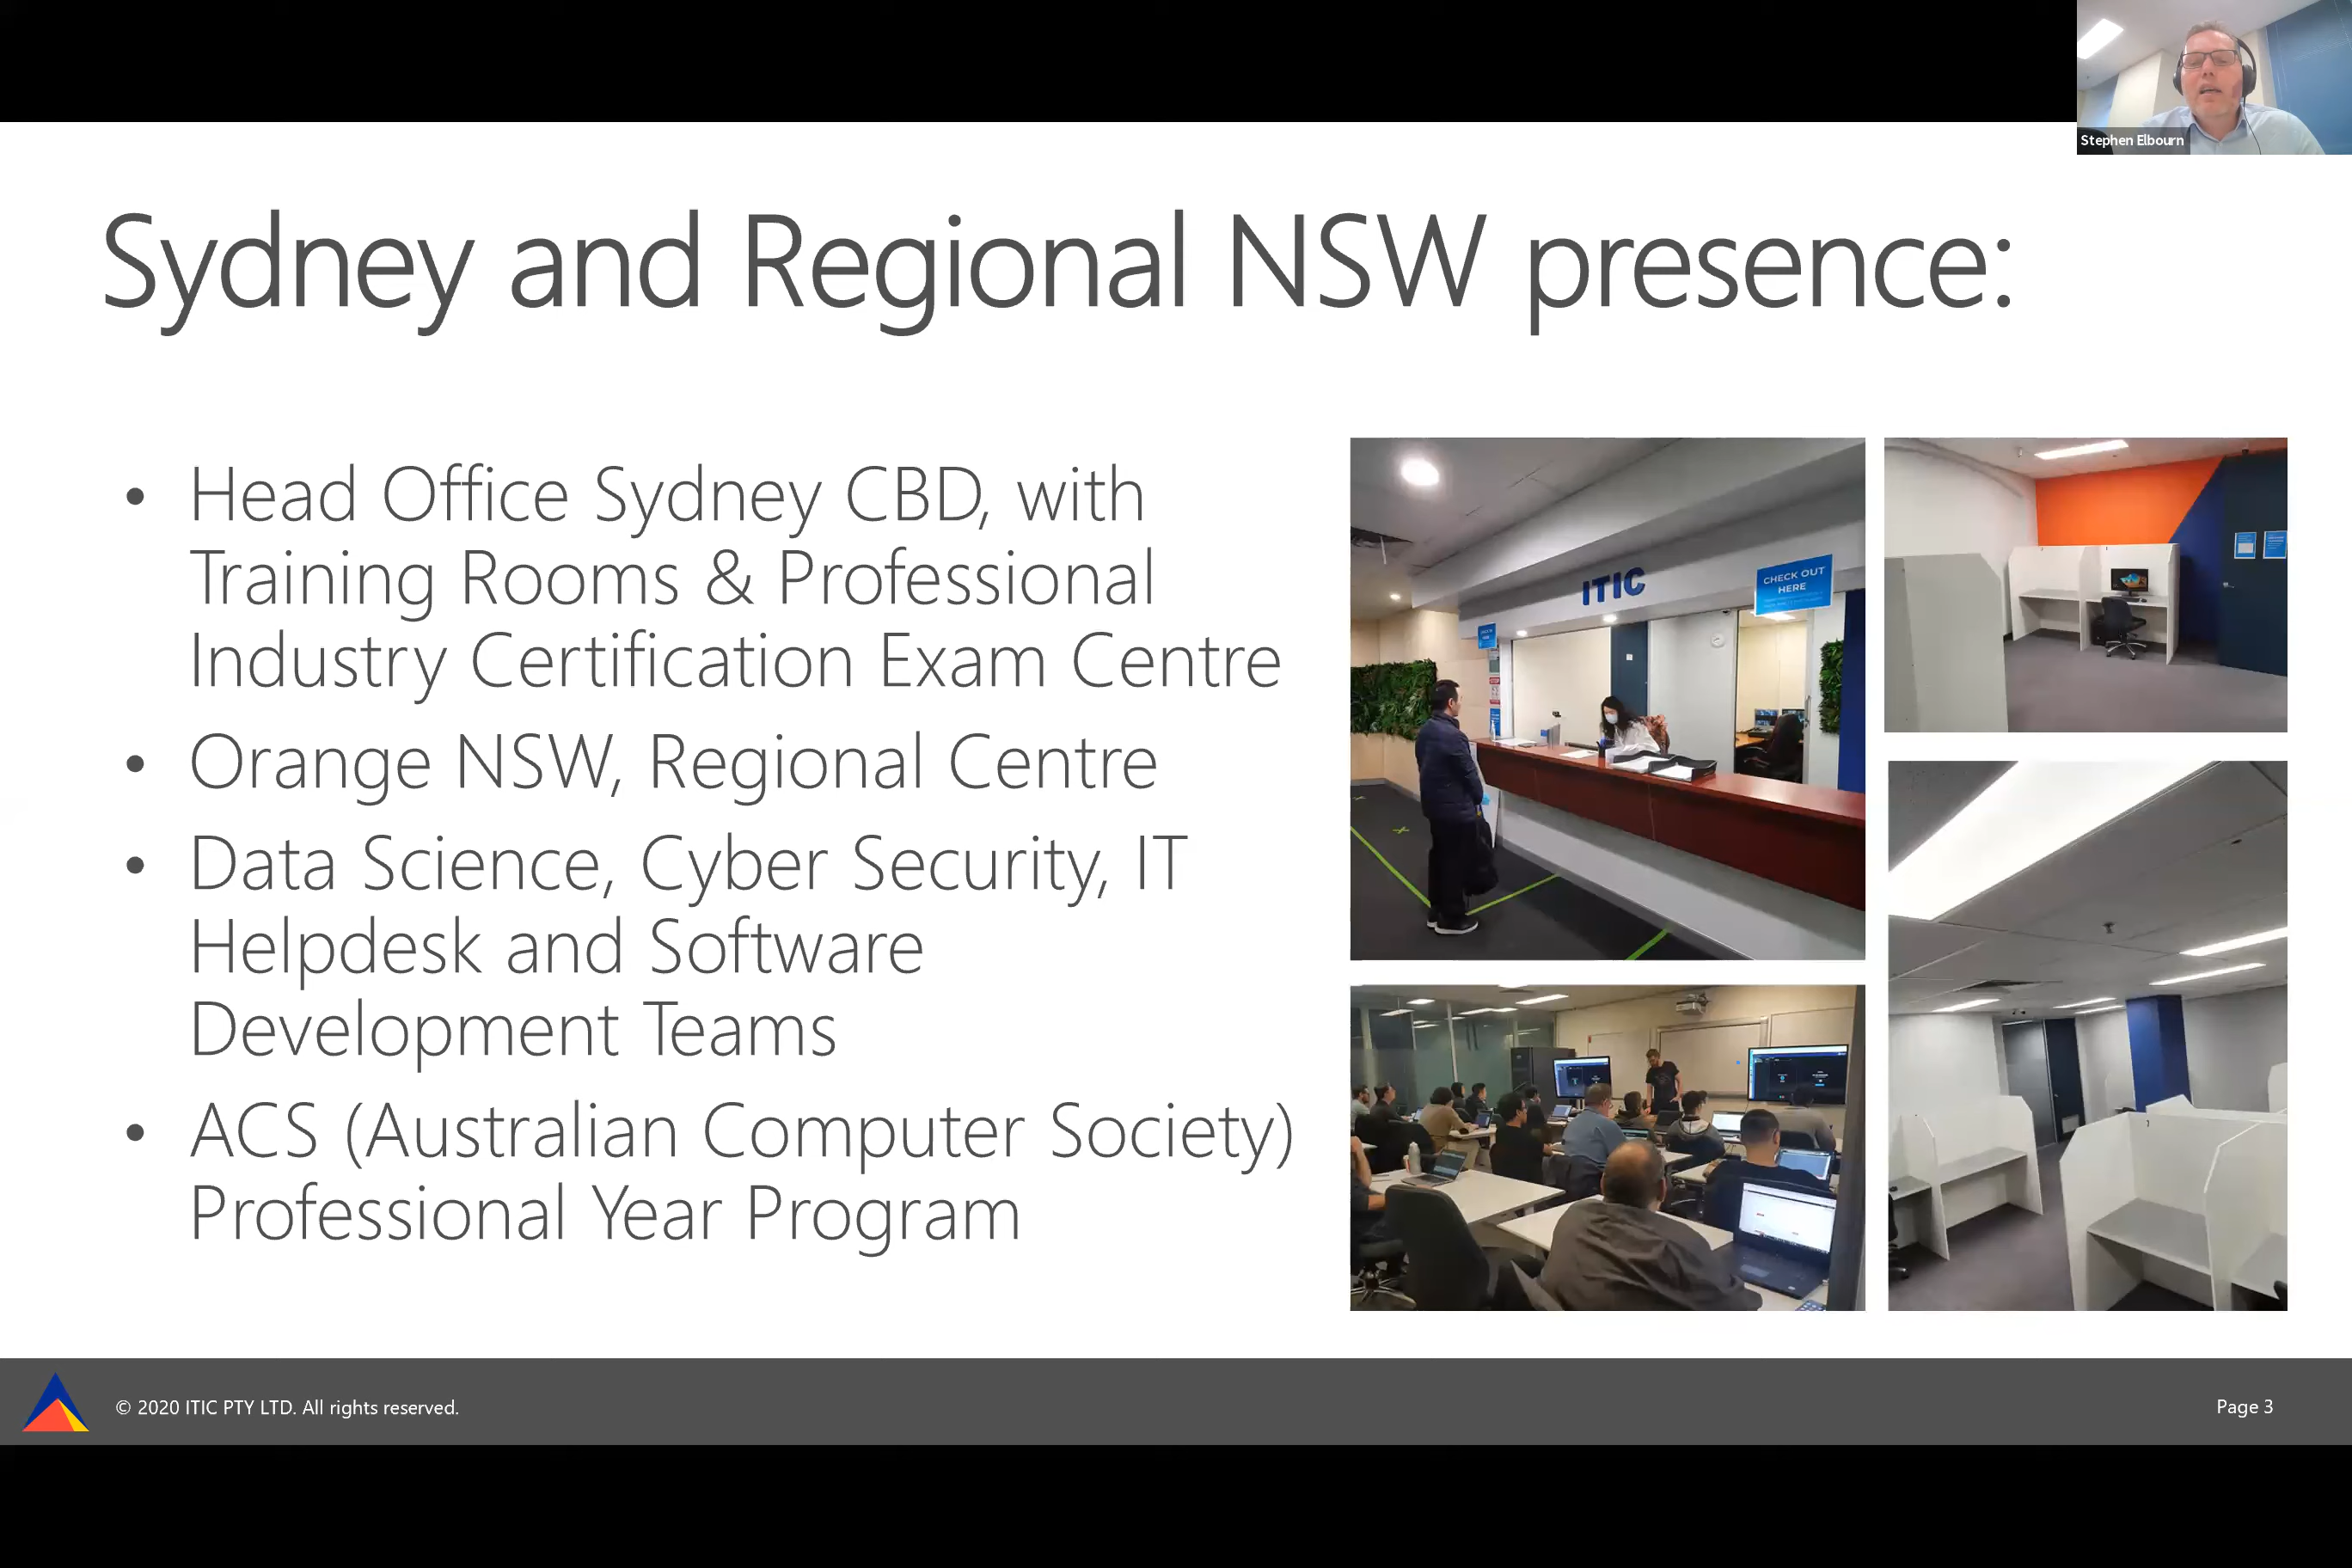 Stephen Elbourn
Sydney and Regional NSW presence:
• Head Office Sydney CBD, with
Training Rooms & Professional
Industry Certification Exam Centre
• Orange NSW, Regional Centre
• Data Science, Cyber Security, IT
Helpdesk and Software
Development Teams
• ACS (Australian Computer Society)
Professional Year Program
ITIC
CHECK OUT
HERE
© 2020 ITIC PTY LTD. All rights reserved.
Page 3